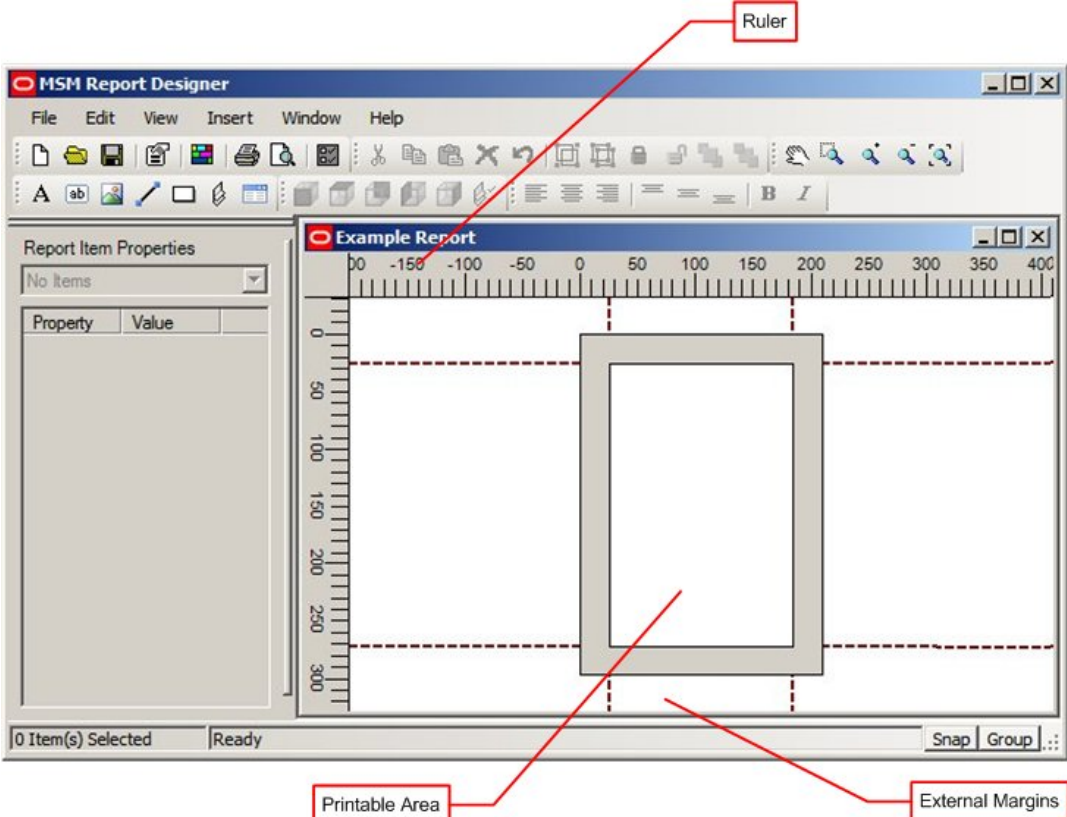 Ruler
MSM Report Designer
File Edit View Insert Window Help
A ab
B I
Report Item Properties
No Items
Property Value
Example Report
00 -150 -100 -50 0 50 100 150 200 250 300 350 400
0
50
100
150
200
250
300
0 Item(s) Selected Ready Snap Group
Printable Area External Margins